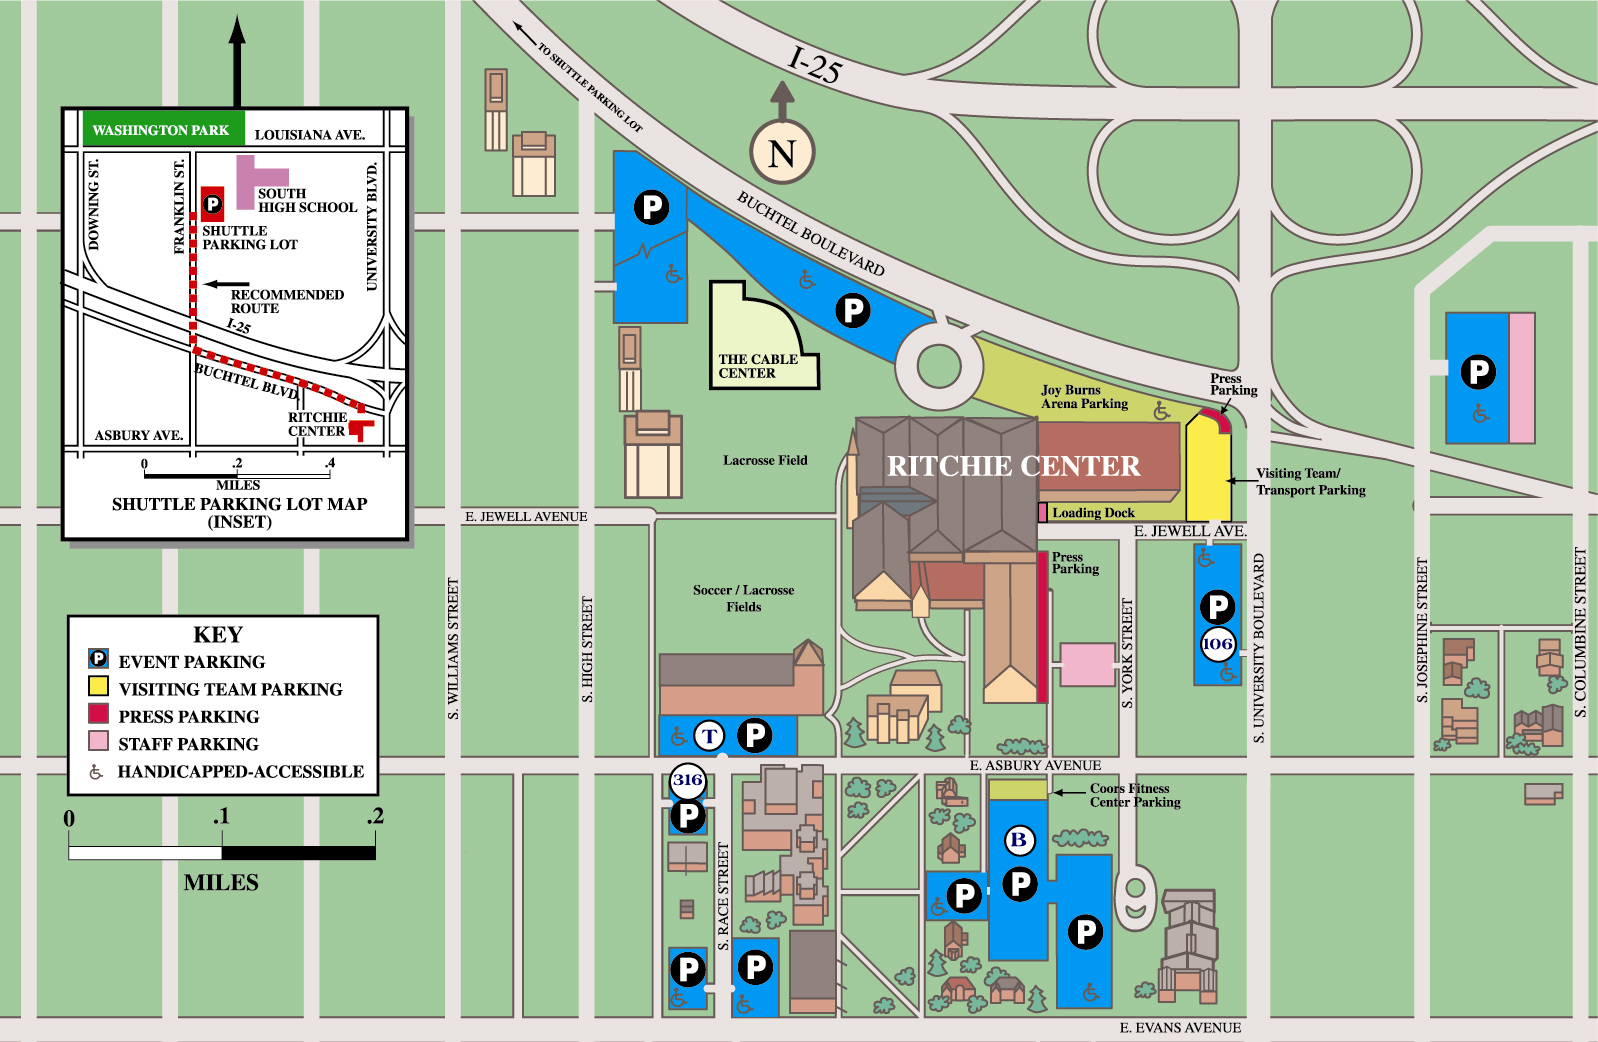 I-25
TO SHUTTLE PARKING LOT
N
BUCHTEL BOULEVARD
WASHINGTON PARK
LOUISIANA AVE.
DOWNING ST.
FRANKLIN ST.
UNIVERSITY BLVD.
SOUTH
HIGH SCHOOL
P
SHUTTLE
PARKING LOT
RECOMMENDED
ROUTE
I-25
BUCHTEL BLVD.
RITCHIE
CENTER
ASBURY AVE.
0 .2 .4
MILES
SHUTTLE PARKING LOT MAP
(INSET)
P
P
THE CABLE
CENTER
Joy Burns
Arena Parking
Press
Parking
P
Lacrosse Field
RITCHIE CENTER
Visiting Team/
Transport Parking
Loading Dock
E. JEWELL AVENUE
E. JEWELL AVE.
Press
Parking
Soccer / Lacrosse
Fields
P
106
S. WILLIAMS STREET
S. HIGH STREET
S. YORK STREET
S. UNIVERSITY BOULEVARD
S. JOSEPHINE STREET
S. COLUMBINE STREET
KEY
P EVENT PARKING
VISITING TEAM PARKING
PRESS PARKING
STAFF PARKING
HANDICAPPED-ACCESSIBLE
0 .1 .2
MILES
T P
E. ASBURY AVENUE
316
P
Coors Fitness
Center Parking
B
P
P
P
S. RACE STREET
P
P
E. EVANS AVENUE